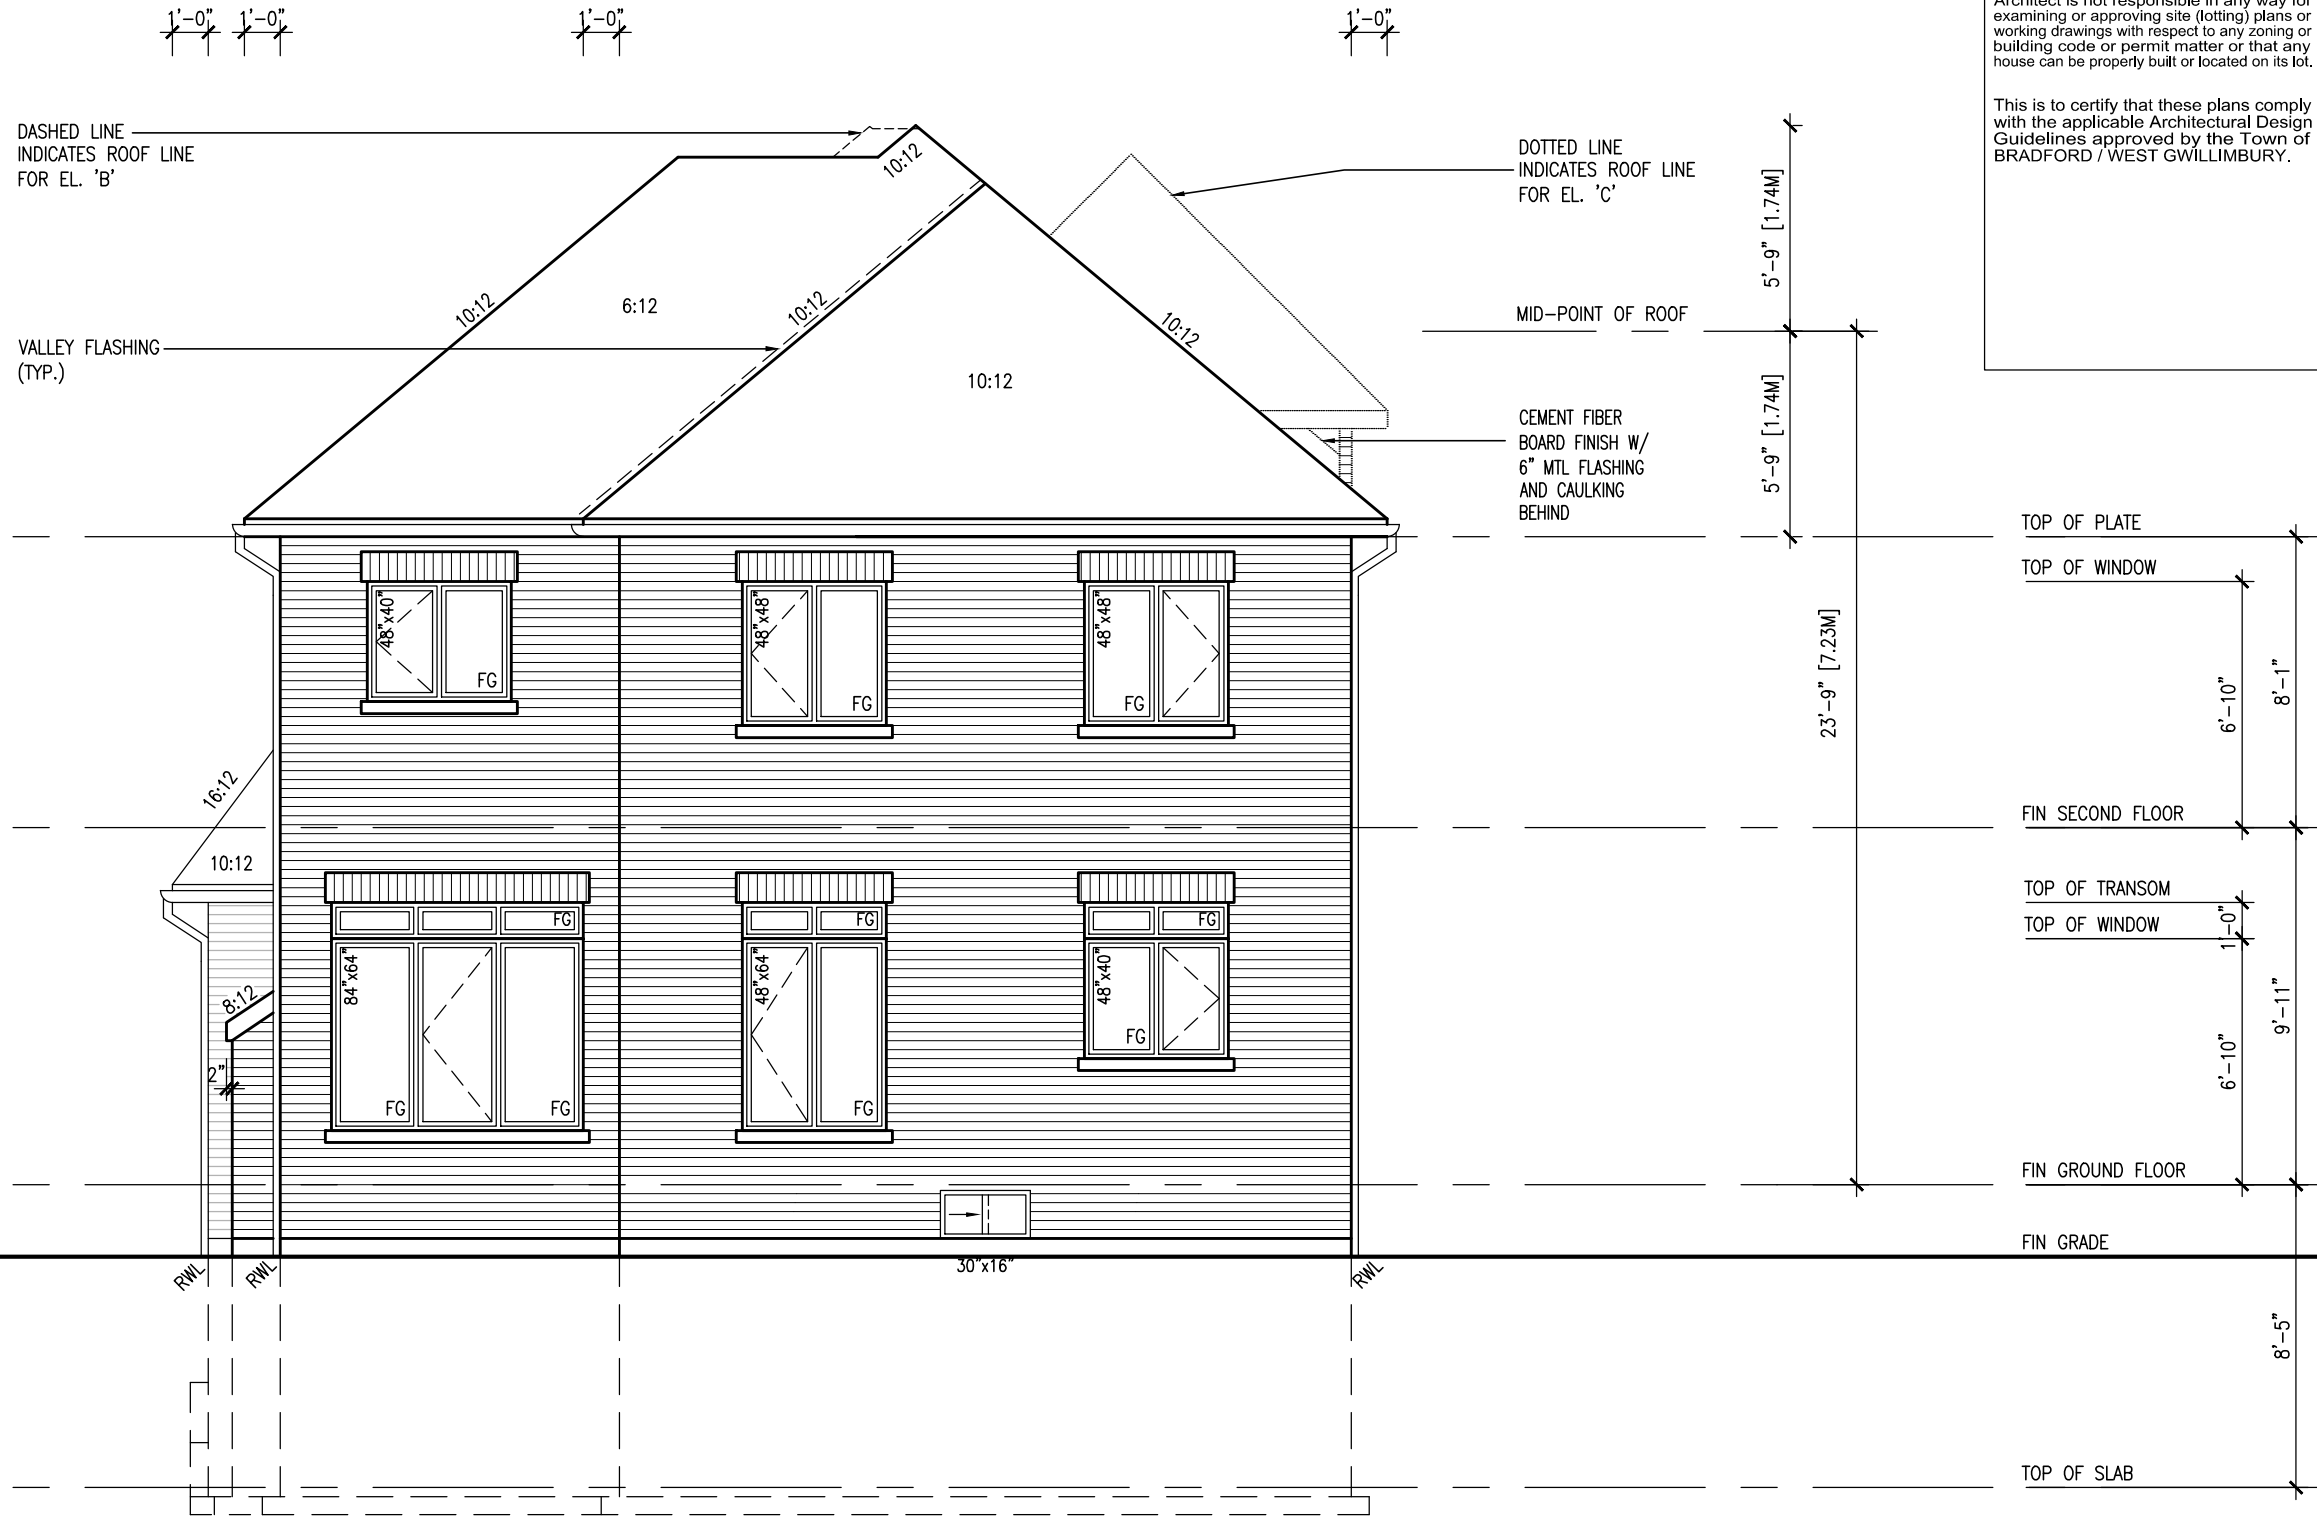 1'-0" 1'-0" 1'-0" 1'-0"
Architect is not responsible in any way for
examining or approving site (lotting) plans or
working drawings with respect to any zoning or
building code or permit matter or that any
house can be properly built or located on its lot.
This is to certify that these plans comply
with the applicable Architectural Design
Guidelines approved by the Town of
BRADFORD / WEST GWILLIMBURY.
DASHED LINE
INDICATES ROOF LINE
FOR EL. 'B'
DOTTED LINE
INDICATES ROOF LINE
FOR EL. 'C'
10:12
5'-9" [1.74M]
10:12
6:12
10:12
10:12
MID-POINT OF ROOF
VALLEY FLASHING
(TYP.)
10:12
5'-9" [1.74M]
CEMENT FIBER
BOARD FINISH W/
6" MTL FLASHING
AND CAULKING
BEHIND
TOP OF PLATE
TOP OF WINDOW
48"x40"
FG
48"x48"
FG
48"x48"
FG
23'-9" [7.23M]
6'-10"
8'-1"
16:12
10:12
FIN SECOND FLOOR
TOP OF TRANSOM
TOP OF WINDOW
1'-0"
FG
FG
FG
84"x64"
FG
FG
48"x64"
FG
48"x40"
FG
8:12
2"
6'-10"
9'-11"
FIN GROUND FLOOR
FIN GRADE
RWL
RWL
30"x16"
RWL
8'-5"
TOP OF SLAB